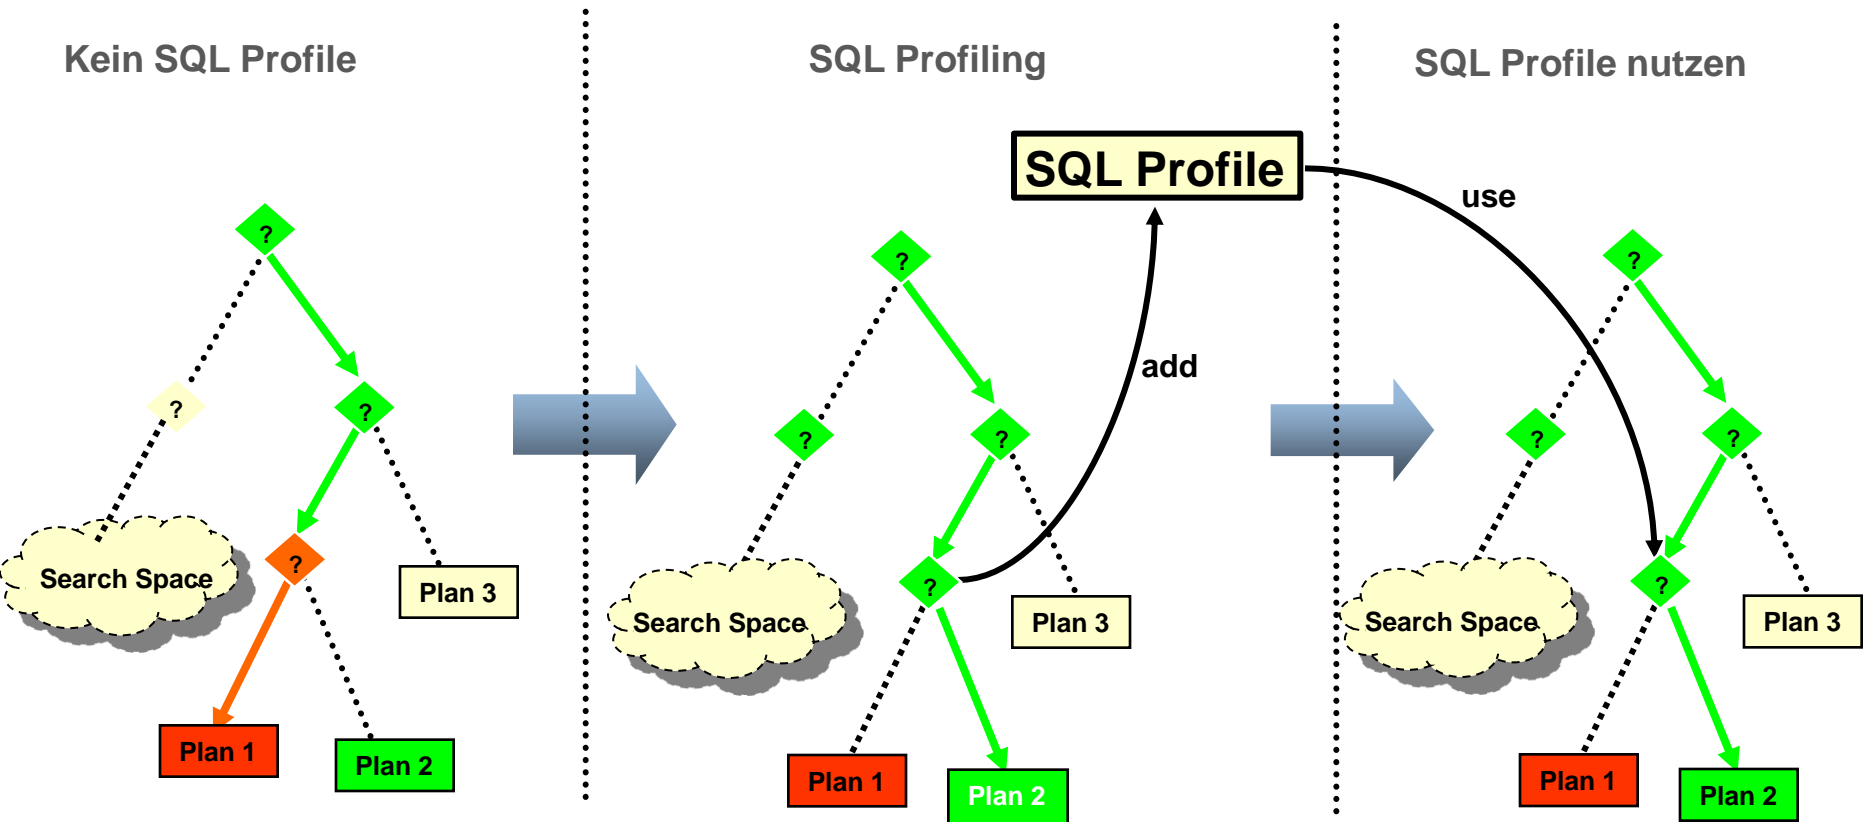 Kein SQL Profile
?
?
?
?
Search Space
Plan 3
Plan 1
Plan 2
SQL Profiling
SQL Profile
add
?
?
?
?
Search Space
Plan 3
Plan 1
Plan 2
SQL Profile nutzen
use
?
?
?
?
Search Space
Plan 3
Plan 1
Plan 2